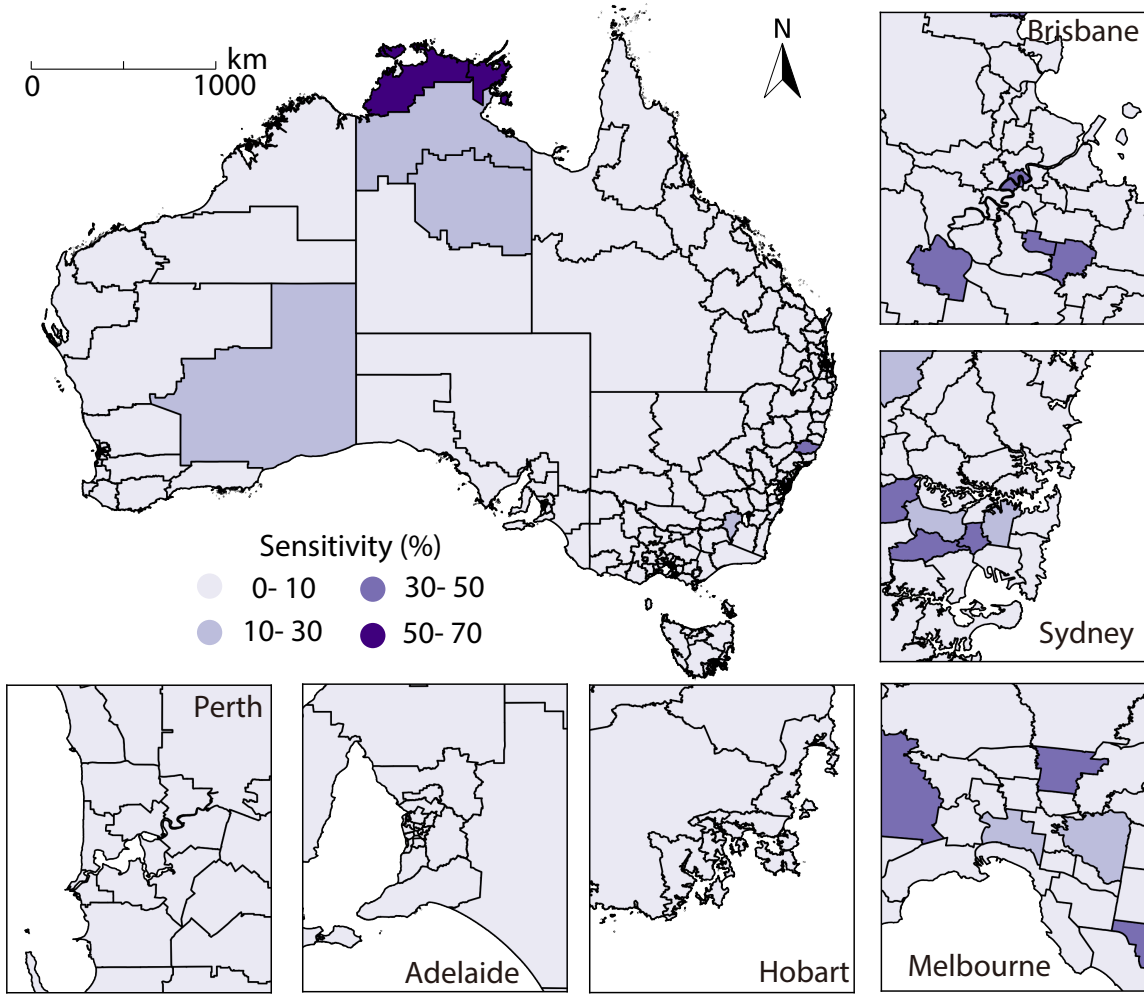 Brisbane
N
km
0 1000
Sensitivity (%)
0- 10 30- 50
10- 30 50- 70
Sydney
Perth
Adelaide
Hobart
Melbourne